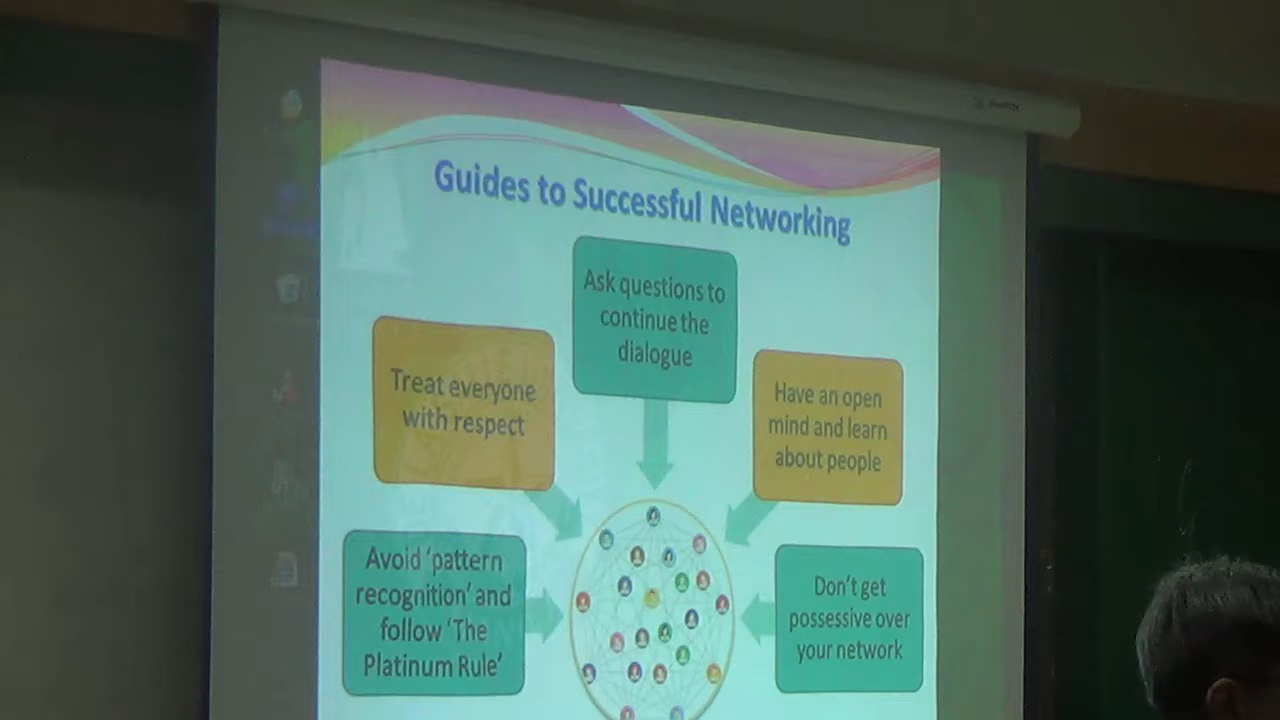 Guides to Successful Networking
Ask questions to
continue the
dialogue
Treat everyone
with respect
Have an open
mind and learn
about people
Avoid 'pattern
recognition' and
follow 'The
Platinum Rule'
Don't get
possessive over
your network